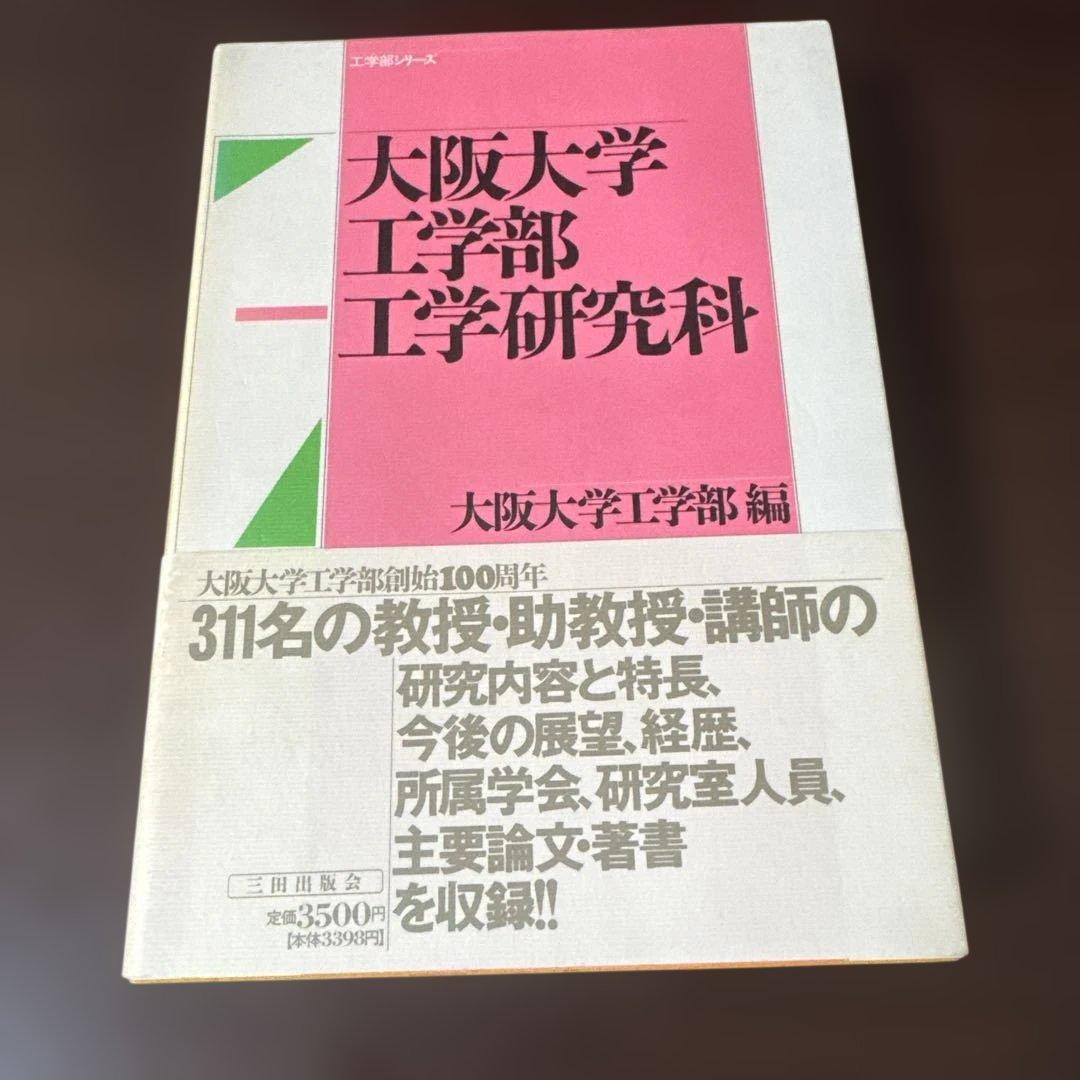 工学部シリーズ
大阪大学
工学部
工学研究科
大阪大学工学部 編
大阪大学工学部創始100周年
311名の教授・助教授・講師の
研究内容と特長、
今後の展望、経歴、
所属学会、研究室人員、
主要論文・著書
を収録!!
三田出版会
定価3500円
【本体3398円】